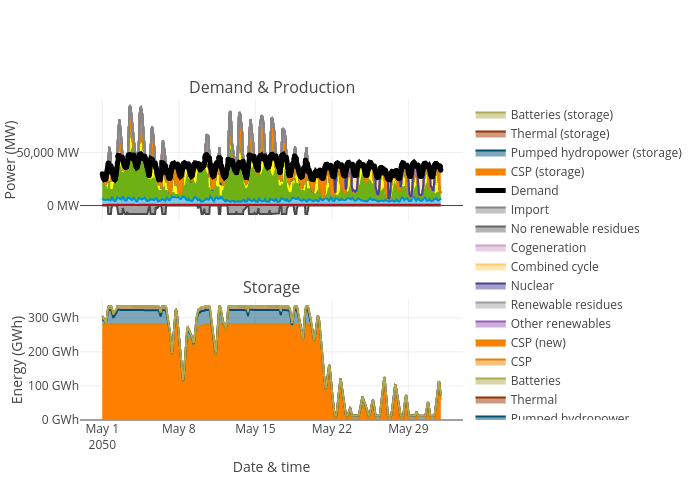 Demand & Production
Power (MW)
50,000 MW
0 MW
Storage
Energy (GWh)
300 GWh
200 GWh
100 GWh
0 GWh
May 1
2050
May 8
May 15
May 22
May 29
Date & time
Batteries (storage)
Thermal (storage)
Pumped hydropower (storage)
CSP (storage)
Demand
Import
No renewable residues
Cogeneration
Combined cycle
Nuclear
Renewable residues
Other renewables
CSP (new)
CSP
Batteries
Thermal
Pumped hydropower